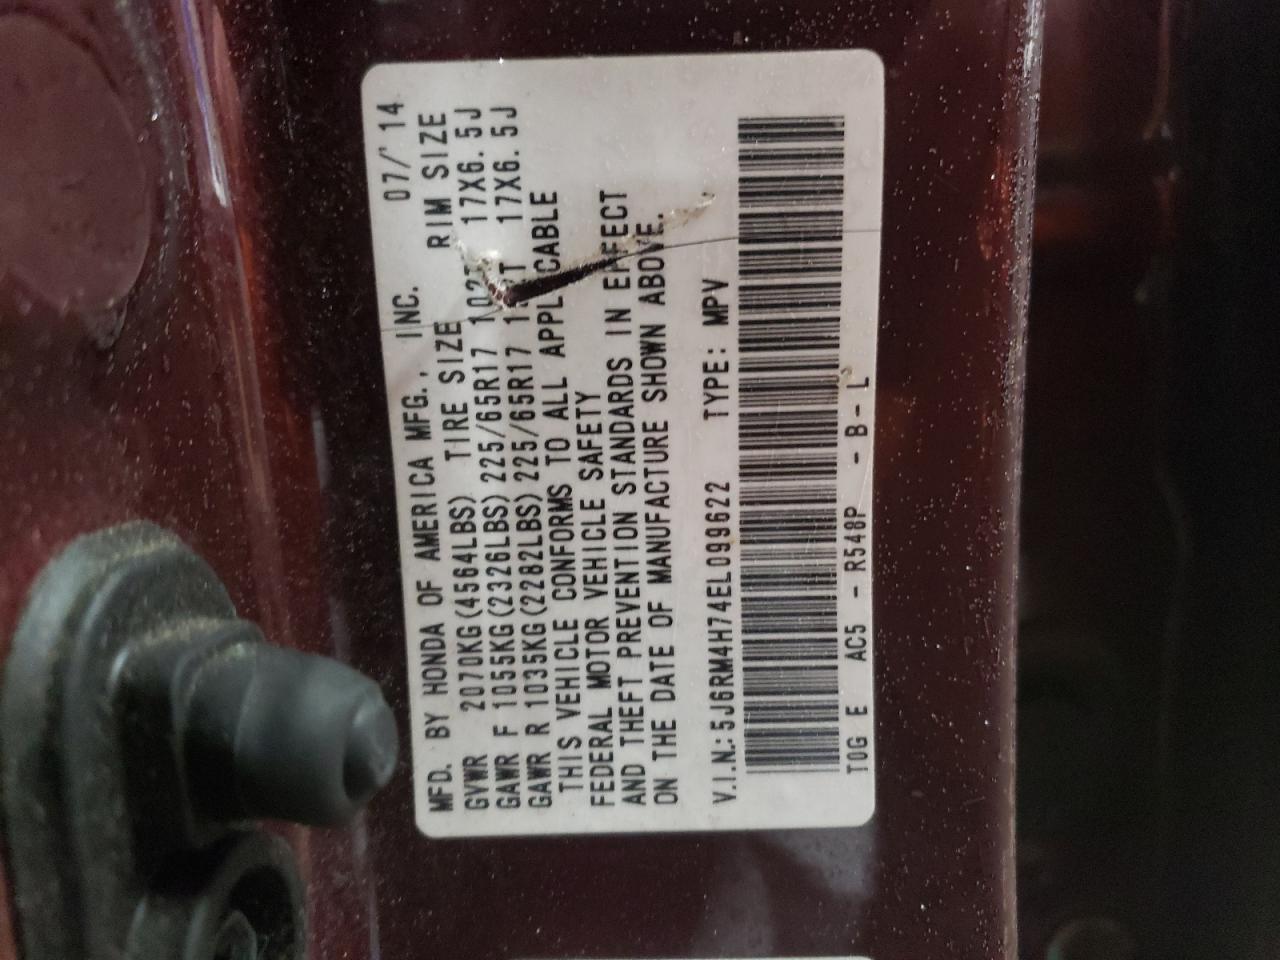 MFD. BY HONDA OF AMERICA MFG., INC. 07/'14
GVWR 2070KG(4564LBS) TIRE SIZE RIM SIZE
GAWR F 1055KG(2326LBS) 225/65R17 102T 17X6.5J
GAWR R 1035KG(2282LBS) 225/65R17 17X6.5J
THIS VEHICLE CONFORMS TO ALL APPLICABLE
FEDERAL MOTOR VEHICLE SAFETY
AND THEFT PREVENTION STANDARDS IN EFFECT
ON THE DATE OF MANUFACTURE SHOWN ABOVE.
V.I.N.:5J6RM4H74EL099622 TYPE: MPV
T0G E AC5 - R548P - B - L